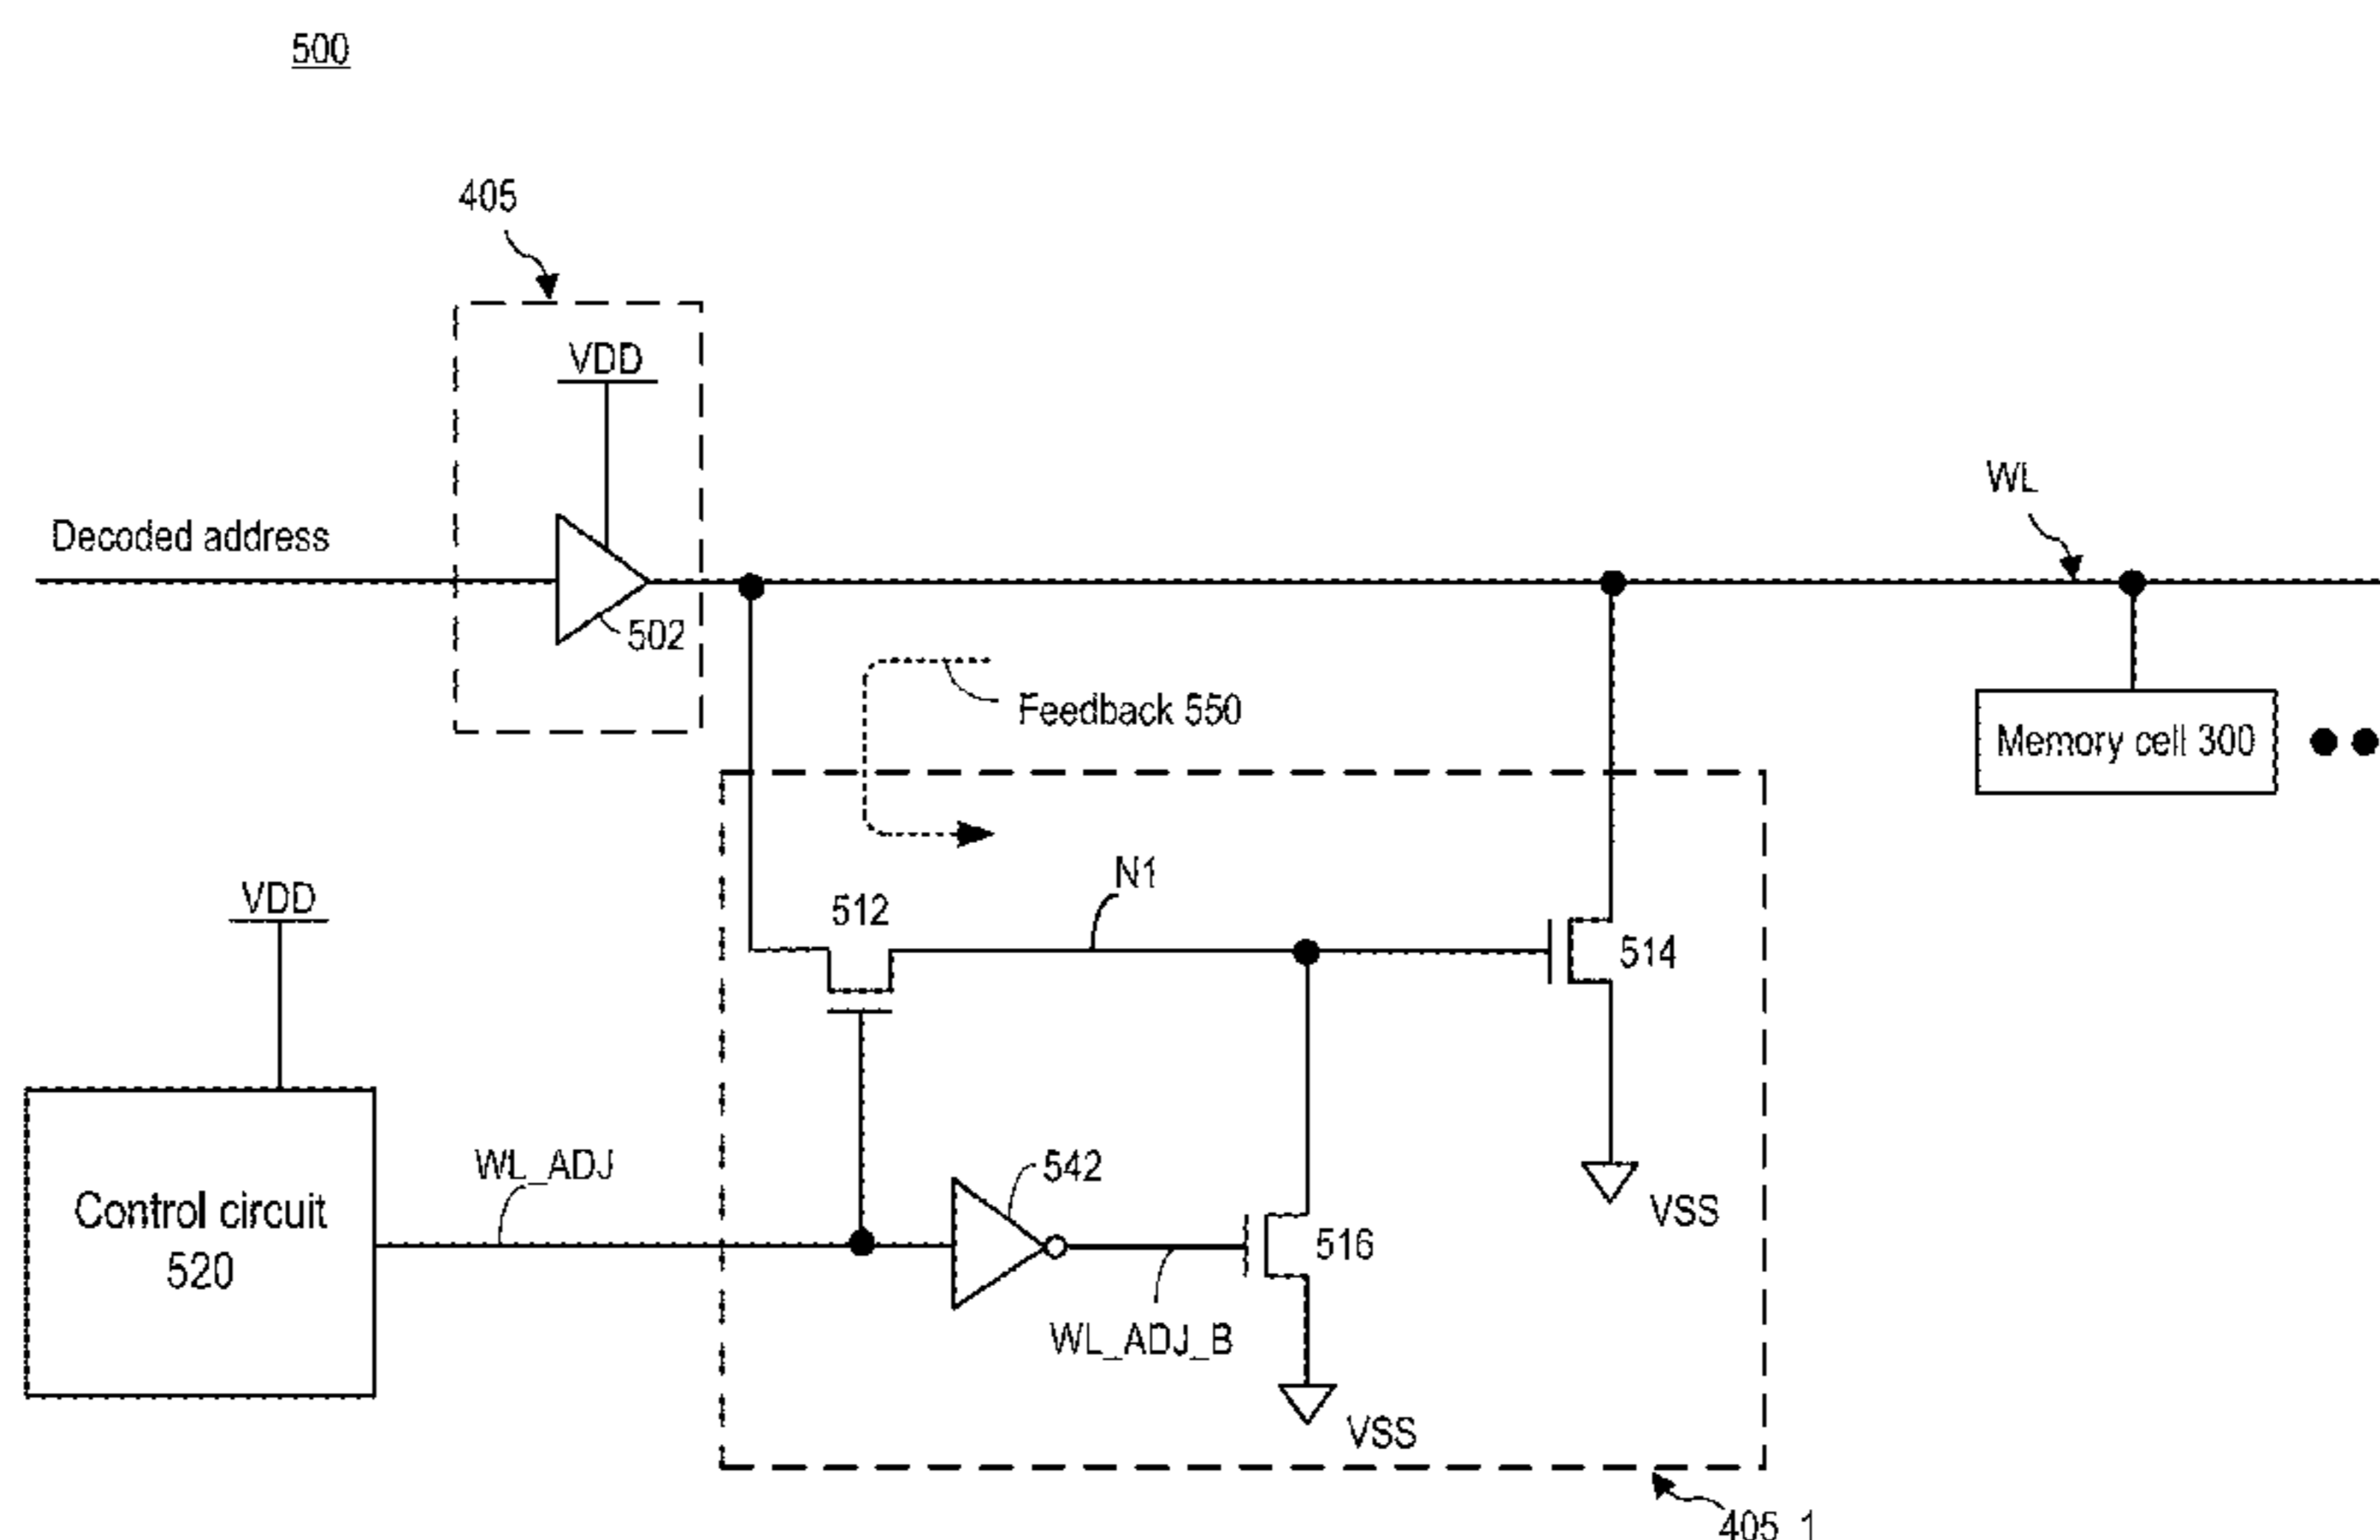 500
405
VDD
WL
Decoded address
502
Feedback 550
Memory cell 300
N1
VDD
512
514
WL_ADJ
542
Control circuit
520
VSS
516
WL_ADJ_B
VSS
405_1